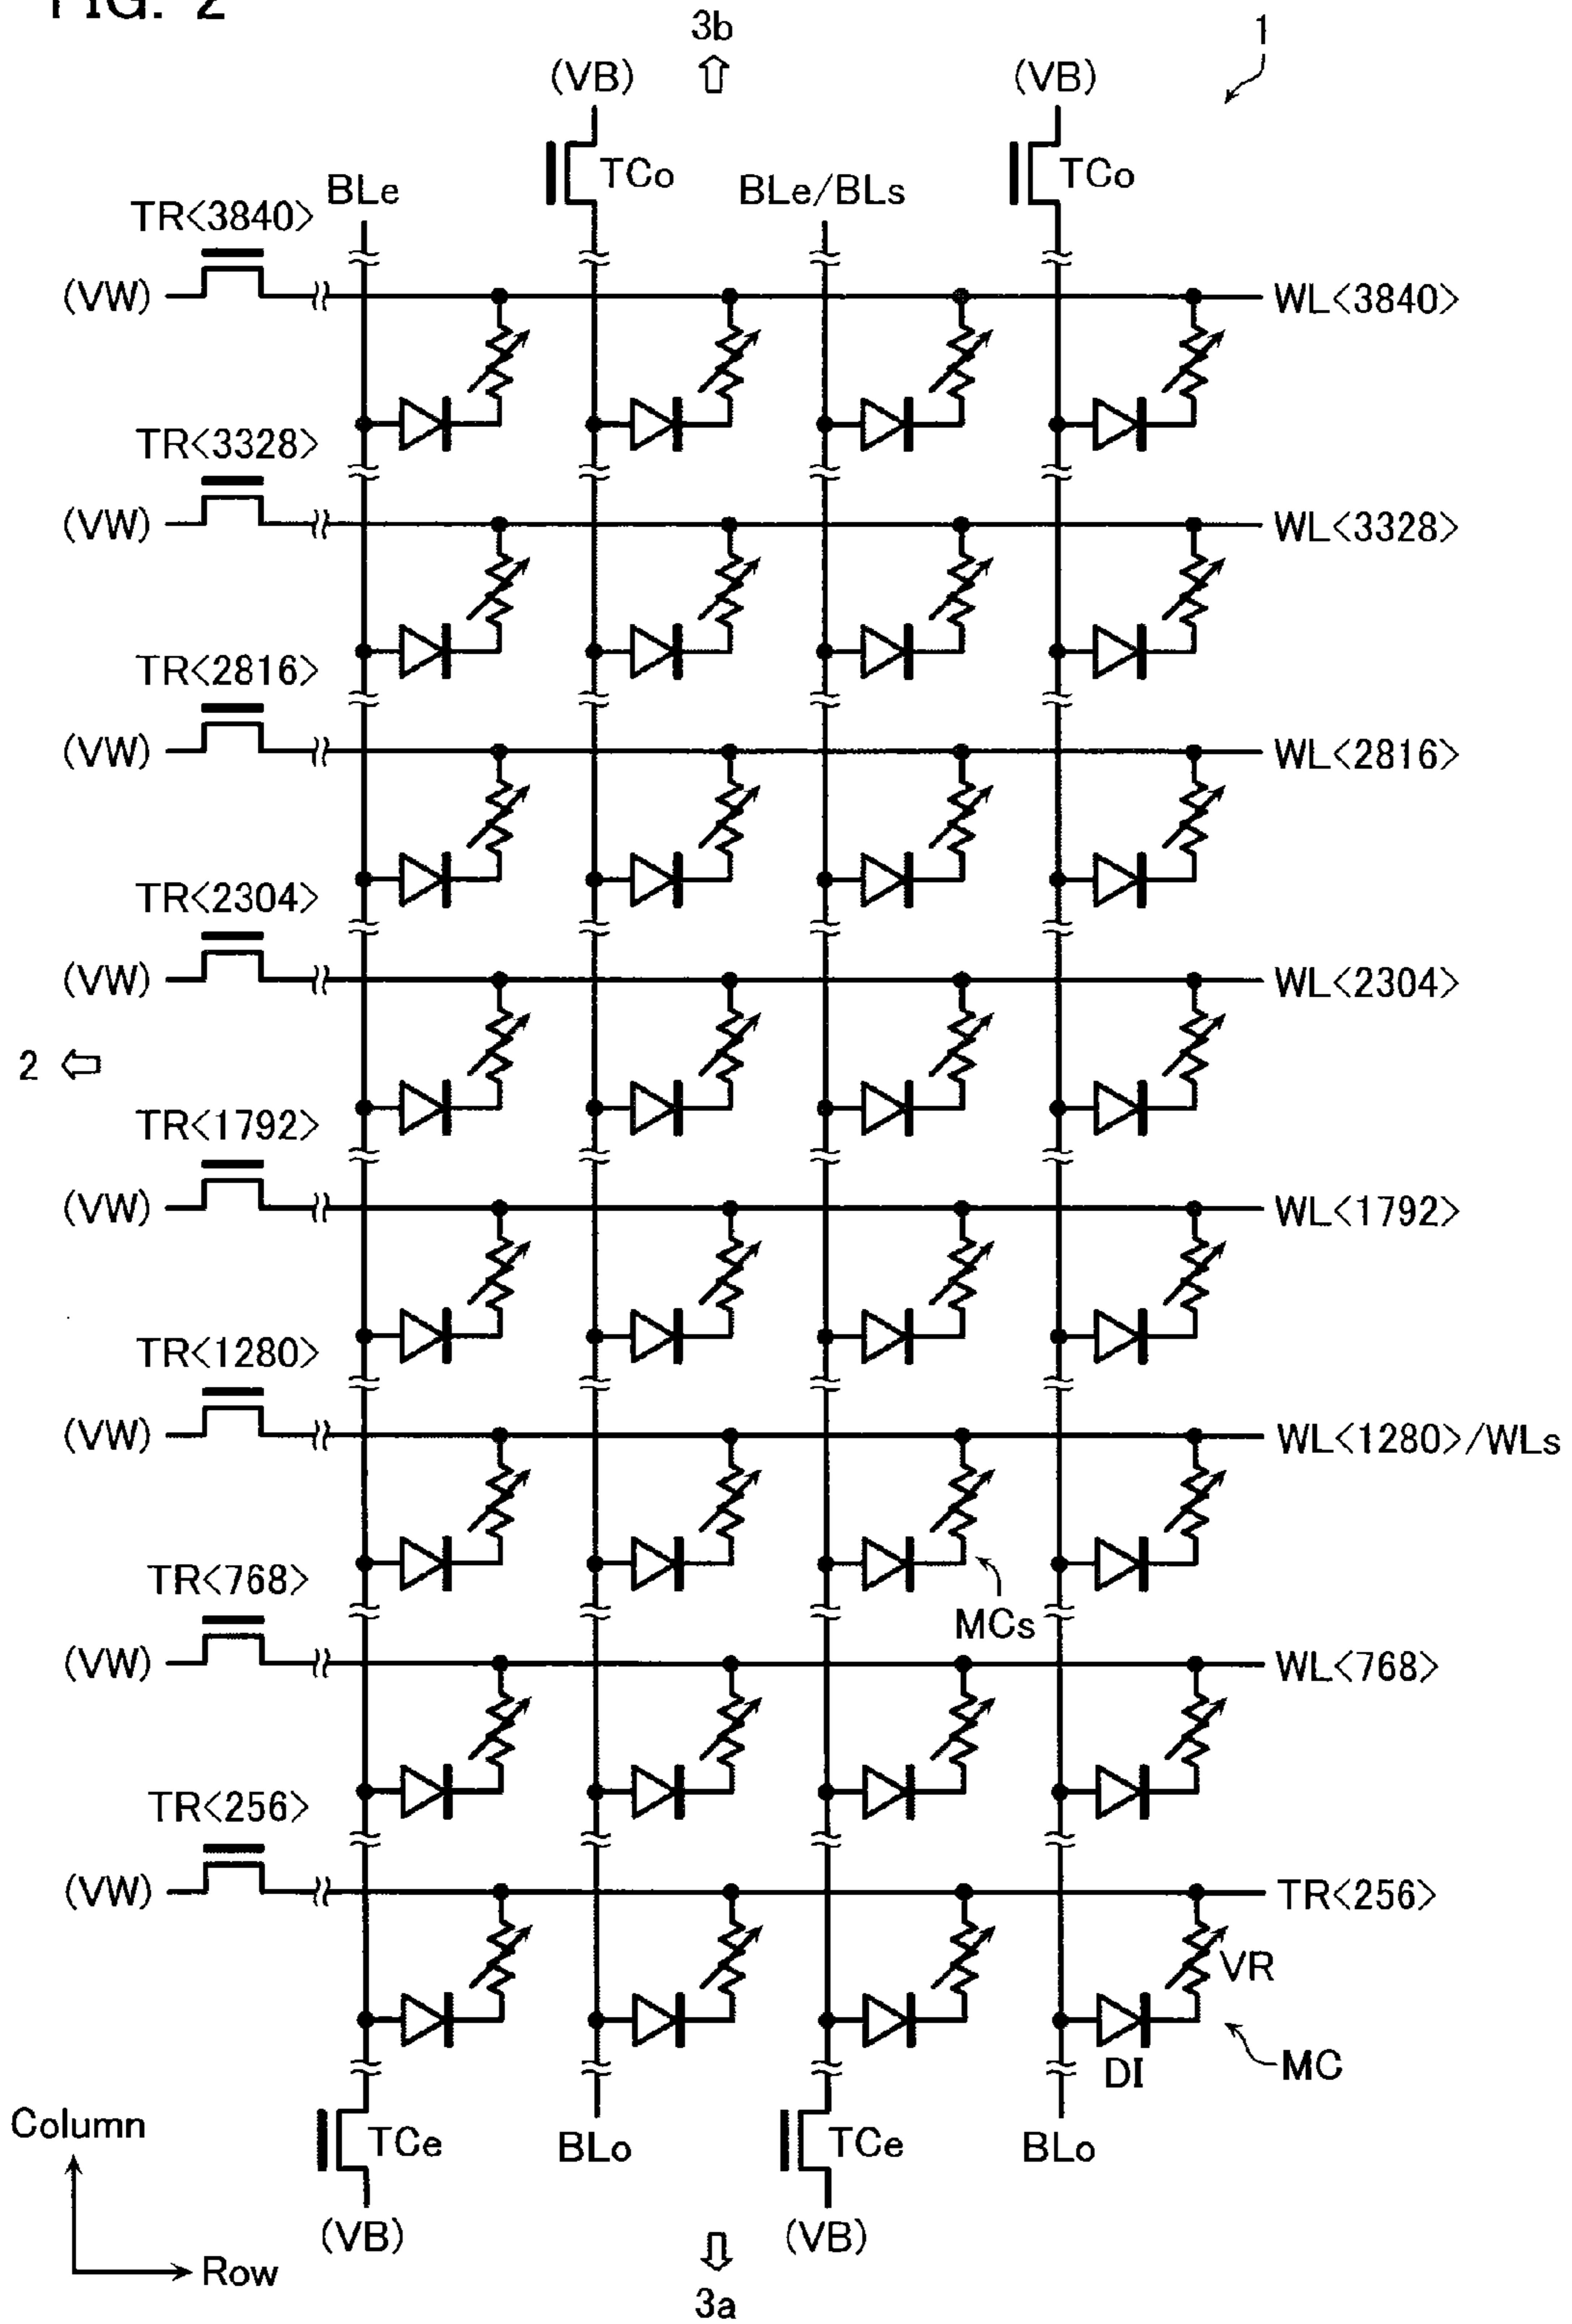 FIG. 2
3b
1
(VB)
(VB)
TCo
TCo
BLe
BLe/BLs
TR<3840>
(VW)
WL<3840>
TR<3328>
(VW)
WL<3328>
TR<2816>
(VW)
WL<2816>
TR<2304>
(VW)
WL<2304>
2
TR<1792>
(VW)
WL<1792>
TR<1280>
(VW)
WL<1280>/WLs
TR<768>
MCs
(VW)
WL<768>
TR<256>
(VW)
TR<256>
VR
DI
MC
Column
TCe
BLo
TCe
BLo
(VB)
(VB)
Row
3a